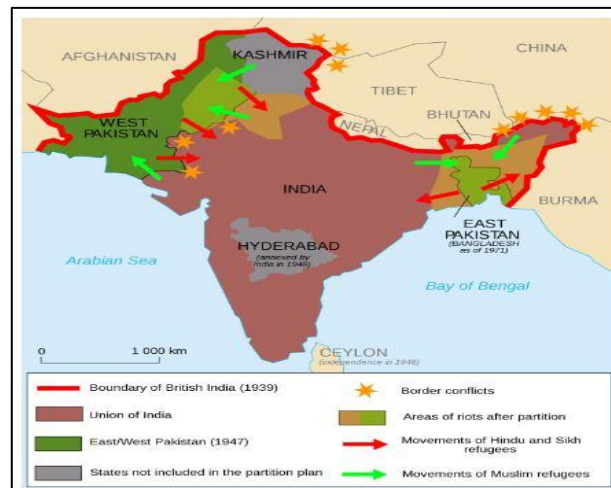 AFGHANISTAN
KASHMIR
CHINA
TIBET
WEST
PAKISTAN
NEPAL
BHUTAN
INDIA
BURMA
EAST
PAKISTAN
(BANGLADESH
as of 1971)
HYDERABAD
(annexed by
India in 1948)
Arabian Sea
Bay of Bengal
CEYLON
(independence in 1948)
0 1 000 km
Boundary of British India (1939)
Border conflicts
Union of India
Areas of riots after partition
East/West Pakistan (1947)
Movements of Hindu and Sikh
refugees
States not included in the partition plan
Movements of Muslim refugees